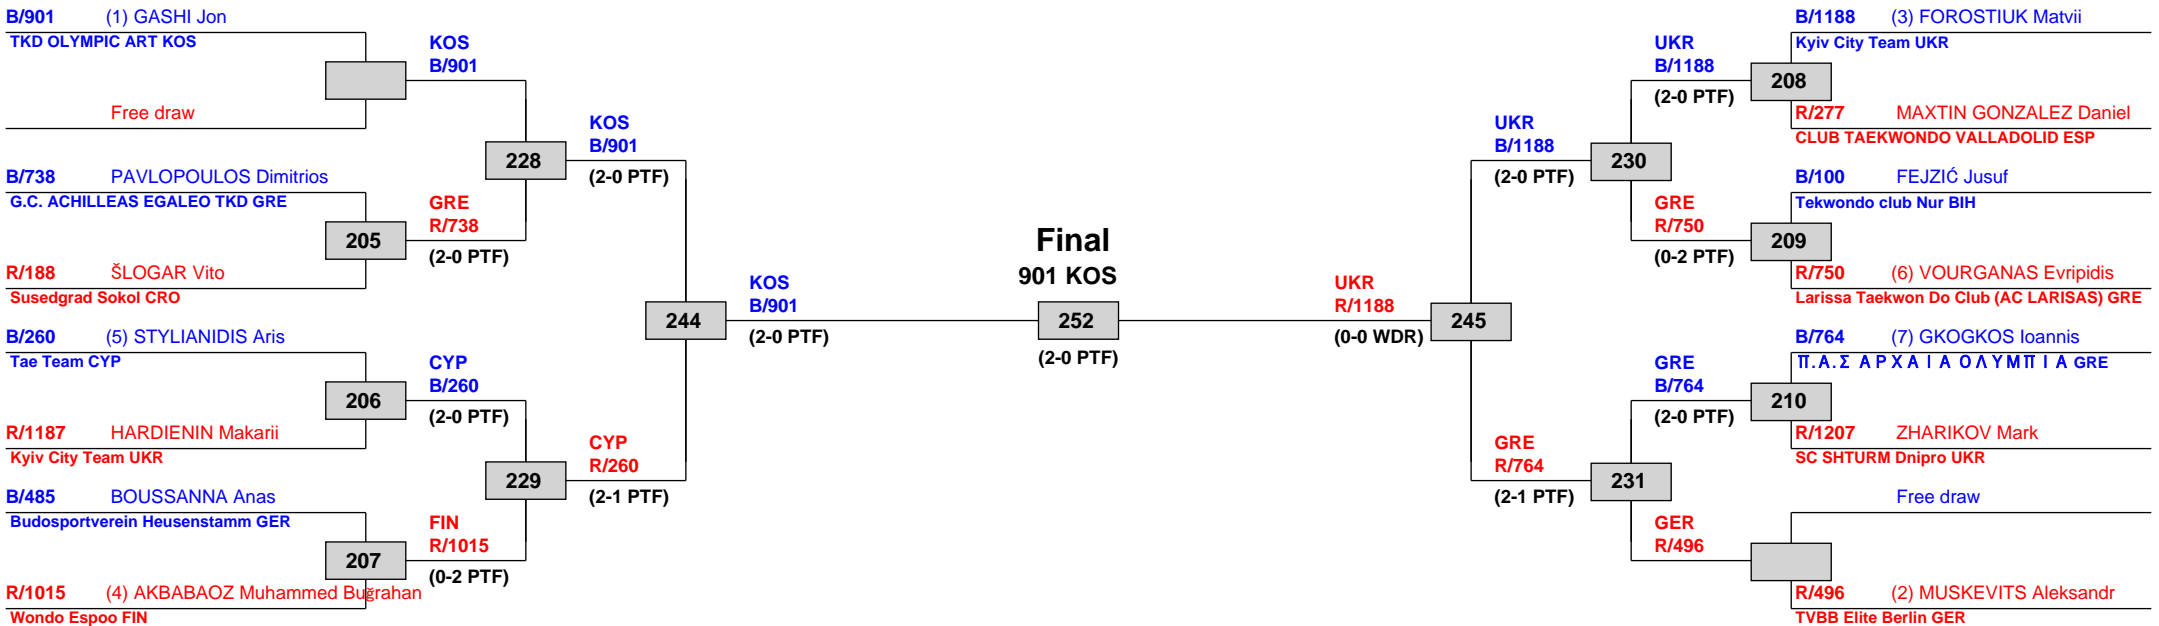 B/901 (1) GASHI Jon
TKD OLYMPIC ART KOS
Free draw
B/738 PAVLOPOULOS Dimitrios
G.C. ACHILLEAS EGALEO TKD GRE
R/188 ŠLOGAR Vito
Susedgrad Sokol CRO
B/260 (5) STYLIANIDIS Aris
Tae Team CYP
R/1187 HARDIENIN Makarii
Kyiv City Team UKR
B/485 BOUSSANNA Anas
Budosportverein Heusenstamm GER
R/1015 (4) AKBABAOZ Muhammed Buğrahan
Wondo Espoo FIN
205
206
207
KOS
B/901
GRE
R/738
(2-0 PTF)
CYP
B/260
(2-0 PTF)
FIN
R/1015
(0-2 PTF)
228
229
KOS
B/901
(2-0 PTF)
CYP
R/260
(2-1 PTF)
244
KOS
B/901
(2-0 PTF)
Final
901 KOS
252
(2-0 PTF)
UKR
R/1188
(0-0 WDR)
245
UKR
B/1188
(2-0 PTF)
GRE
R/764
(2-1 PTF)
230
231
UKR
B/1188
(2-0 PTF)
GRE
R/750
(0-2 PTF)
GRE
B/764
(2-0 PTF)
GER
R/496
208
209
210
B/1188 (3) FOROSTIUK Matvii
Kyiv City Team UKR
R/277 MAXTIN GONZALEZ Daniel
CLUB TAEKWONDO VALLADOLID ESP
B/100 FEJZIĆ Jusuf
Tekwondo club Nur BIH
R/750 (6) VOURGANAS Evripidis
Larissa Taekwon Do Club (AC LARISAS) GRE
B/764 (7) GKOGKOS Ioannis
Π.Α.Σ ΑΡΧΑΙΑ ΟΛΥΜΠΙΑ GRE
R/1207 ZHARIKOV Mark
SC SHTURM Dnipro UKR
Free draw
R/496 (2) MUSKEVITS Aleksandr
TVBB Elite Berlin GER